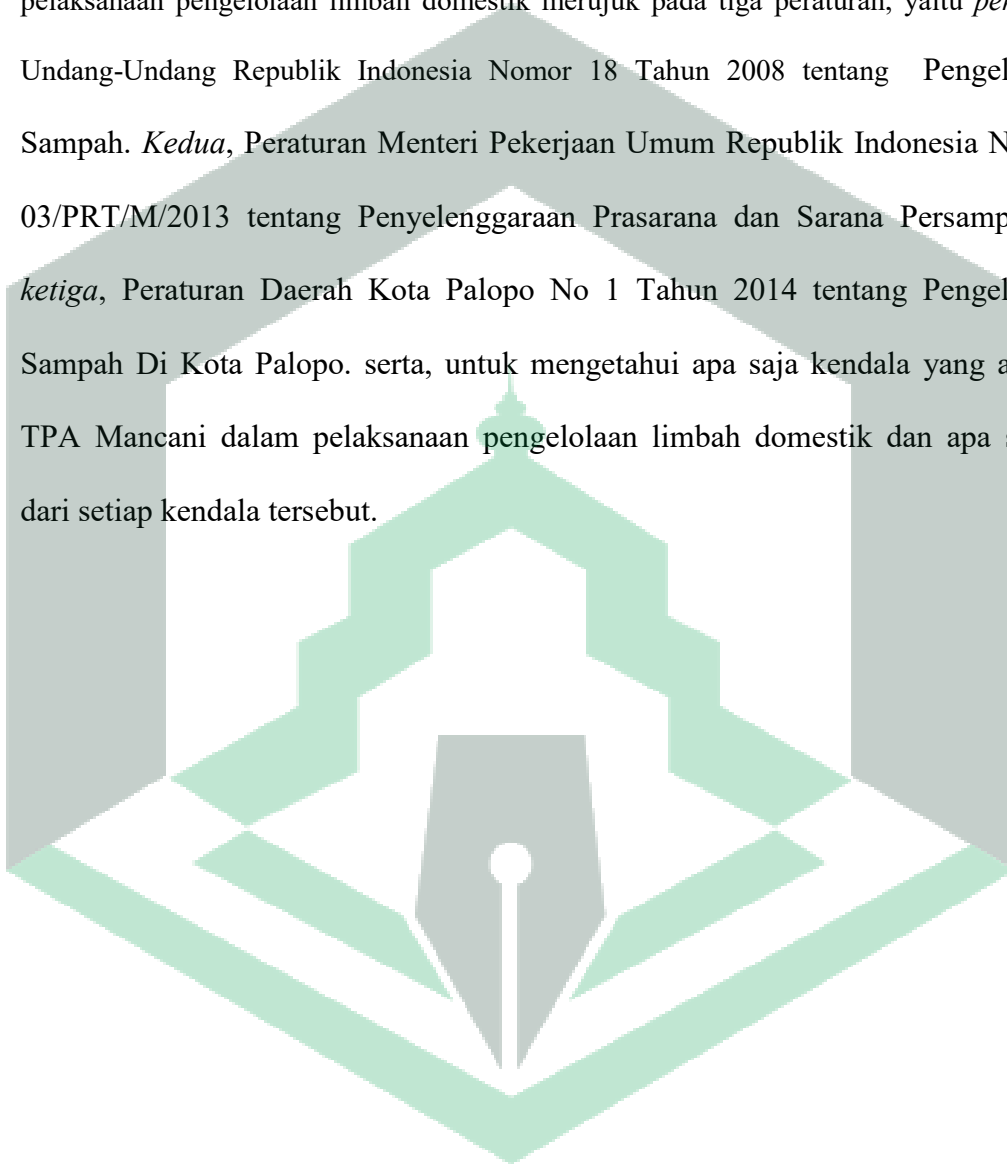 pelaksanaan pengelolaan limbah domestik merujuk pada tiga peraturan, yaitu
Undang-Undang Republik Indonesia Nomor 18 Tahun 2008 tentang
Sampah. Kedua, Peraturan Menteri Pekerjaan Umum Republik Indonesia
03/PRT/M/2013 tentang Penyelenggaraan Prasarana dan Sarana
ketiga, Peraturan Daerah Kota Palopo No 1 Tahun 2014 tentang
Sampah Di Kota Palopo. serta, untuk mengetahui apa saja kendala yang
TPA Mancani dalam pelaksanaan pengelolaan limbah domestik dan apa
dari setiap kendala tersebut.